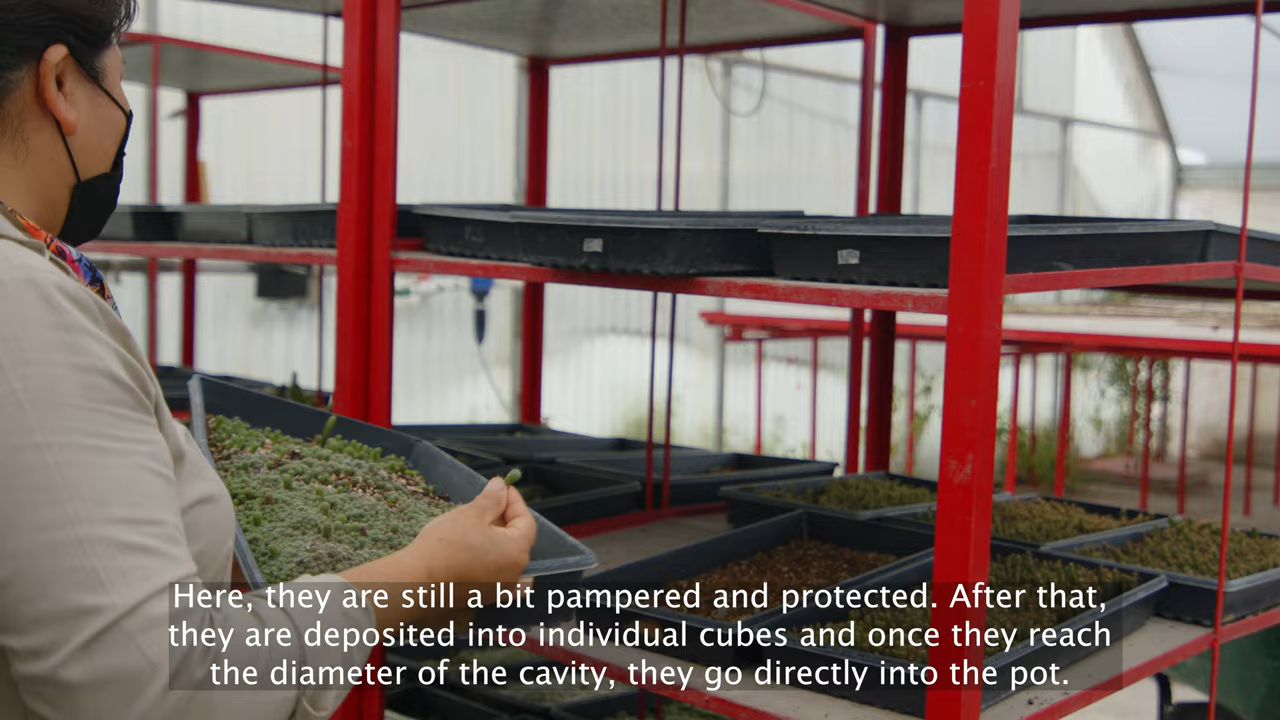 Here, they are still a bit pampered and protected. After that,
they are deposited into individual cubes and once they reach
the diameter of the cavity, they go directly into the pot.